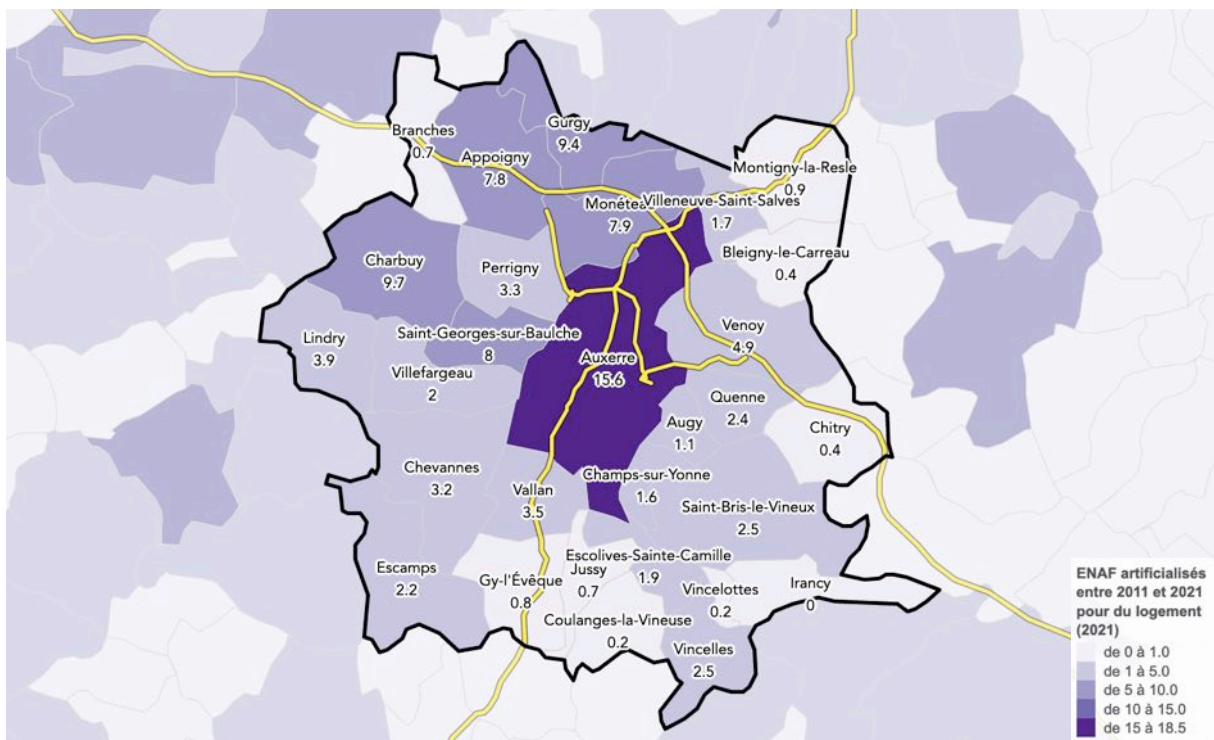 Gurgy
9.4
Branches
0.7
Appoigny
7.8
Montigny-la-Resle
0.9
Monéteau
7.9
Villeneuve-Saint-Salves
1.7
Bleigny-le-Carreau
0.4
Charbuy
9.7
Perrigny
3.3
Lindry
3.9
Saint-Georges-sur-Baulche
8
Venoy
4.9
Villefargeau
2
Auxerre
15.6
Quenne
2.4
Augy
1.1
Chitry
0.4
Chevannes
3.2
Vallan
3.5
Champs-sur-Yonne
1.6
Saint-Bris-le-Vineux
2.5
Escamps
2.2
Gy-l'Évêque
0.8
Escolives-Sainte-Camille
1.9
Jussy
0.7
Vincelottes
0.2
Irancy
0
Coulanges-la-Vineuse
0.2
Vincelles
2.5
ENAF artificialisés
entre 2011 et 2021
pour du logement
(2021)
de 0 à 1.0
de 1 à 5.0
de 5 à 10.0
de 10 à 15.0
de 15 à 18.5